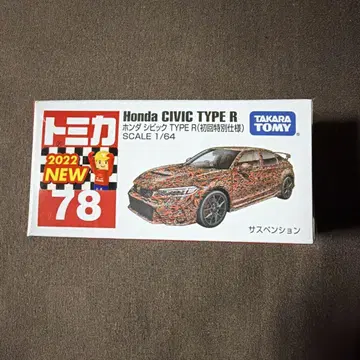 トミカ
2022
NEW
78
Honda CIVIC TYPE R
ホンダ シビック TYPE R(初回特別仕様)
SCALE 1/64
TAKARA
TOMY
サスペンション